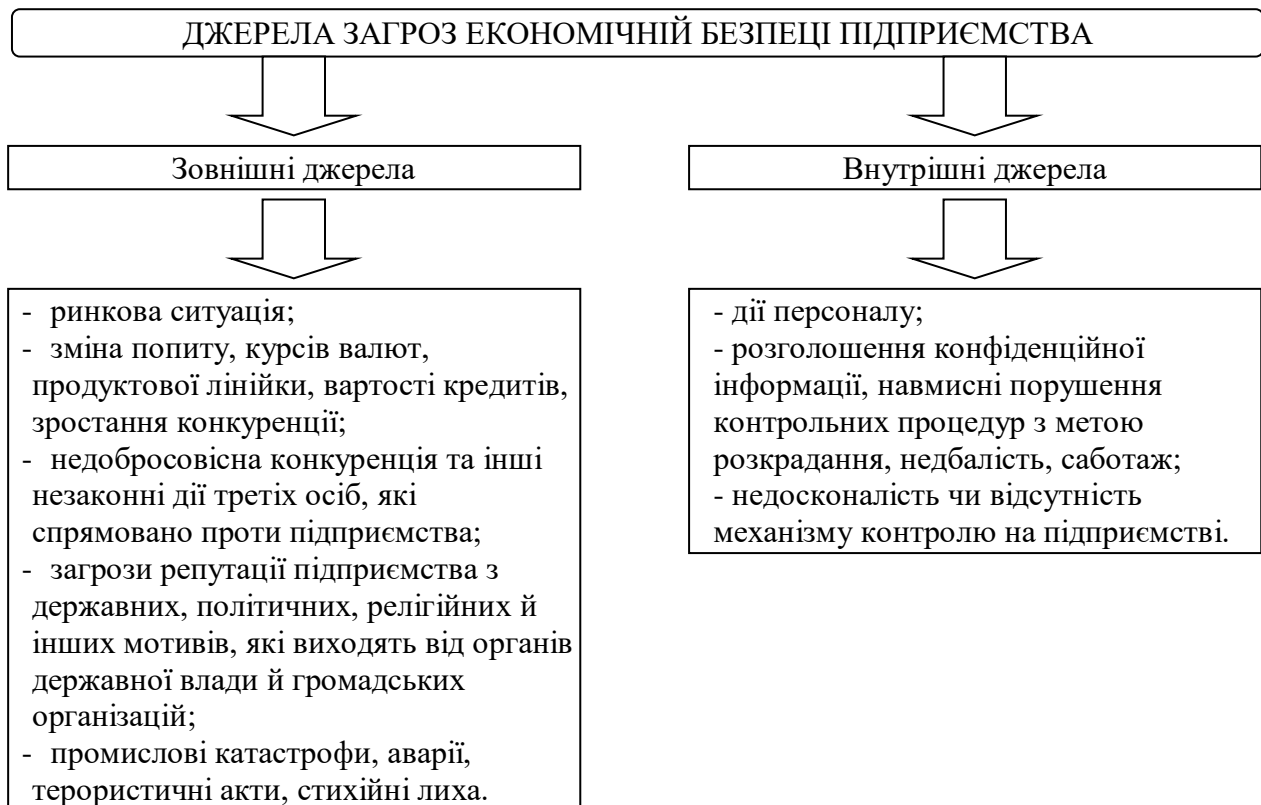 ДЖЕРЕЛА ЗАГРОЗ ЕКОНОМІЧНІЙ БЕЗПЕЦІ ПІДПРИЄМСТВА
Зовнішні джерела
- ринкова ситуація;
- зміна попиту, курсів валют,
продуктової лінійки, вартості кредитів,
зростання конкуренції;
- недобросовісна конкуренція та інші
незаконні дії третіх осіб, які
спрямовано проти підприємства;
- загрози репутації підприємства з
державних, політичних, релігійних й
інших мотивів, які виходять від органів
державної влади й громадських
організацій;
- промислові катастрофи, аварії,
терористичні акти, стихійні лиха.
Внутрішні джерела
- дії персоналу;
- розголошення конфіденційної
інформації, навмисні порушення
контрольних процедур з метою
розкрадання, недбалість, саботаж;
- недосконалість чи відсутність
механізму контролю на підприємстві.